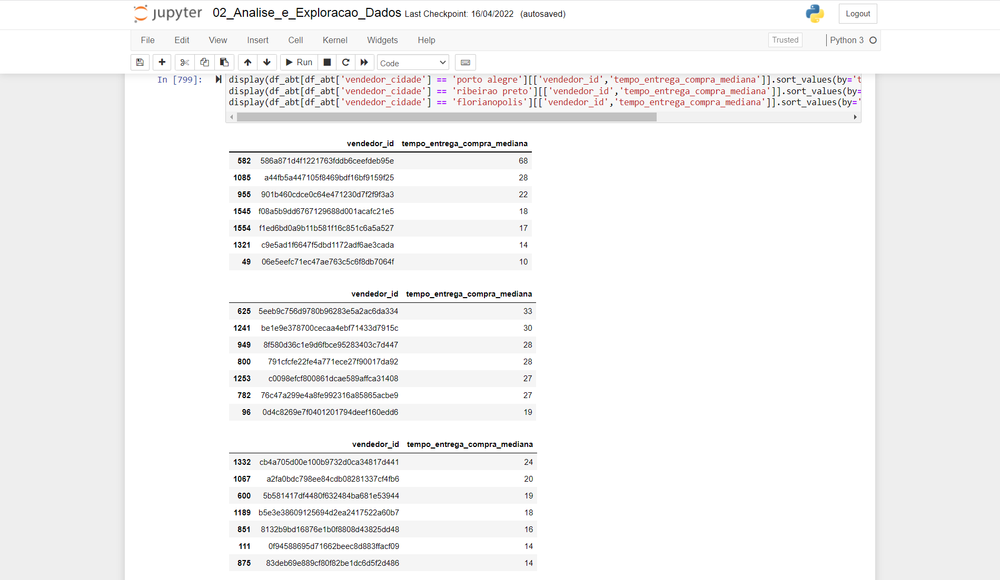 jupyter 02_Analise_e_Exploracao_Dados Last Checkpoint: 16/04/2022 (autosaved) Logout
File Edit View Insert Cell Kernel Widgets Help Trusted Python 3
Run Code
In [799]: display(df_abt[df_abt['vendedor_cidade'] == 'porto alegre'][['vendedor_id','tempo_entrega_compra_mediana']].sort_values(by='t
display(df_abt[df_abt['vendedor_cidade'] == 'ribeirao preto'][['vendedor_id','tempo_entrega_compra_mediana']].sort_values(by=
display(df_abt[df_abt['vendedor_cidade'] == 'florianopolis'][['vendedor_id','tempo_entrega_compra_mediana']].sort_values(by='
vendedor_id tempo_entrega_compra_mediana
582 586a871d4f1221763fddb6ceefdeb95e 68
1085 a44fb5a447105f8469bdf16bf9159f25 28
955 901b460cdce0c64e471230d7f2f9f3a3 22
1545 f08a5b9dd6767129688d001acafc21e5 18
1554 f1ed6bd0a9b11b581f16c851c6a5a527 17
1321 c9e5ad1f6647f5dbd1172adf6ae3cada 14
49 06e5eefc71ec47ae763c5c6f8db7064f 10
vendedor_id tempo_entrega_compra_mediana
625 5eeb9c756d9780b96283e5a2ac6da334 33
1241 be1e9e378700cecaa4ebf71433d7915c 30
949 8f580d36c1e9d6fbce95283403c7d447 28
800 791cfcfe22fe4a771ece27f90017da92 28
1253 c0098efcf800861dcae589affca31408 27
782 76c47a299e4a8fe992316a85865acbe9 27
96 0d4c8269e7f0401201794deef160edd6 19
vendedor_id tempo_entrega_compra_mediana
1332 cb4a705d00e100b9732d0ca34817d441 24
1067 a2fa0bdc798ee84cdb08281337cf4fb6 20
600 5b581417df4480f632484ba681e53944 19
1189 b5e3e38609125694d2ea2417522a60b7 18
851 8132b9bd16876e1b0f8808d43825dd48 16
111 0f94588695d71662beec8d883ffacf09 14
875 83deb69e889cf80f82be1dc6d5f2d486 14